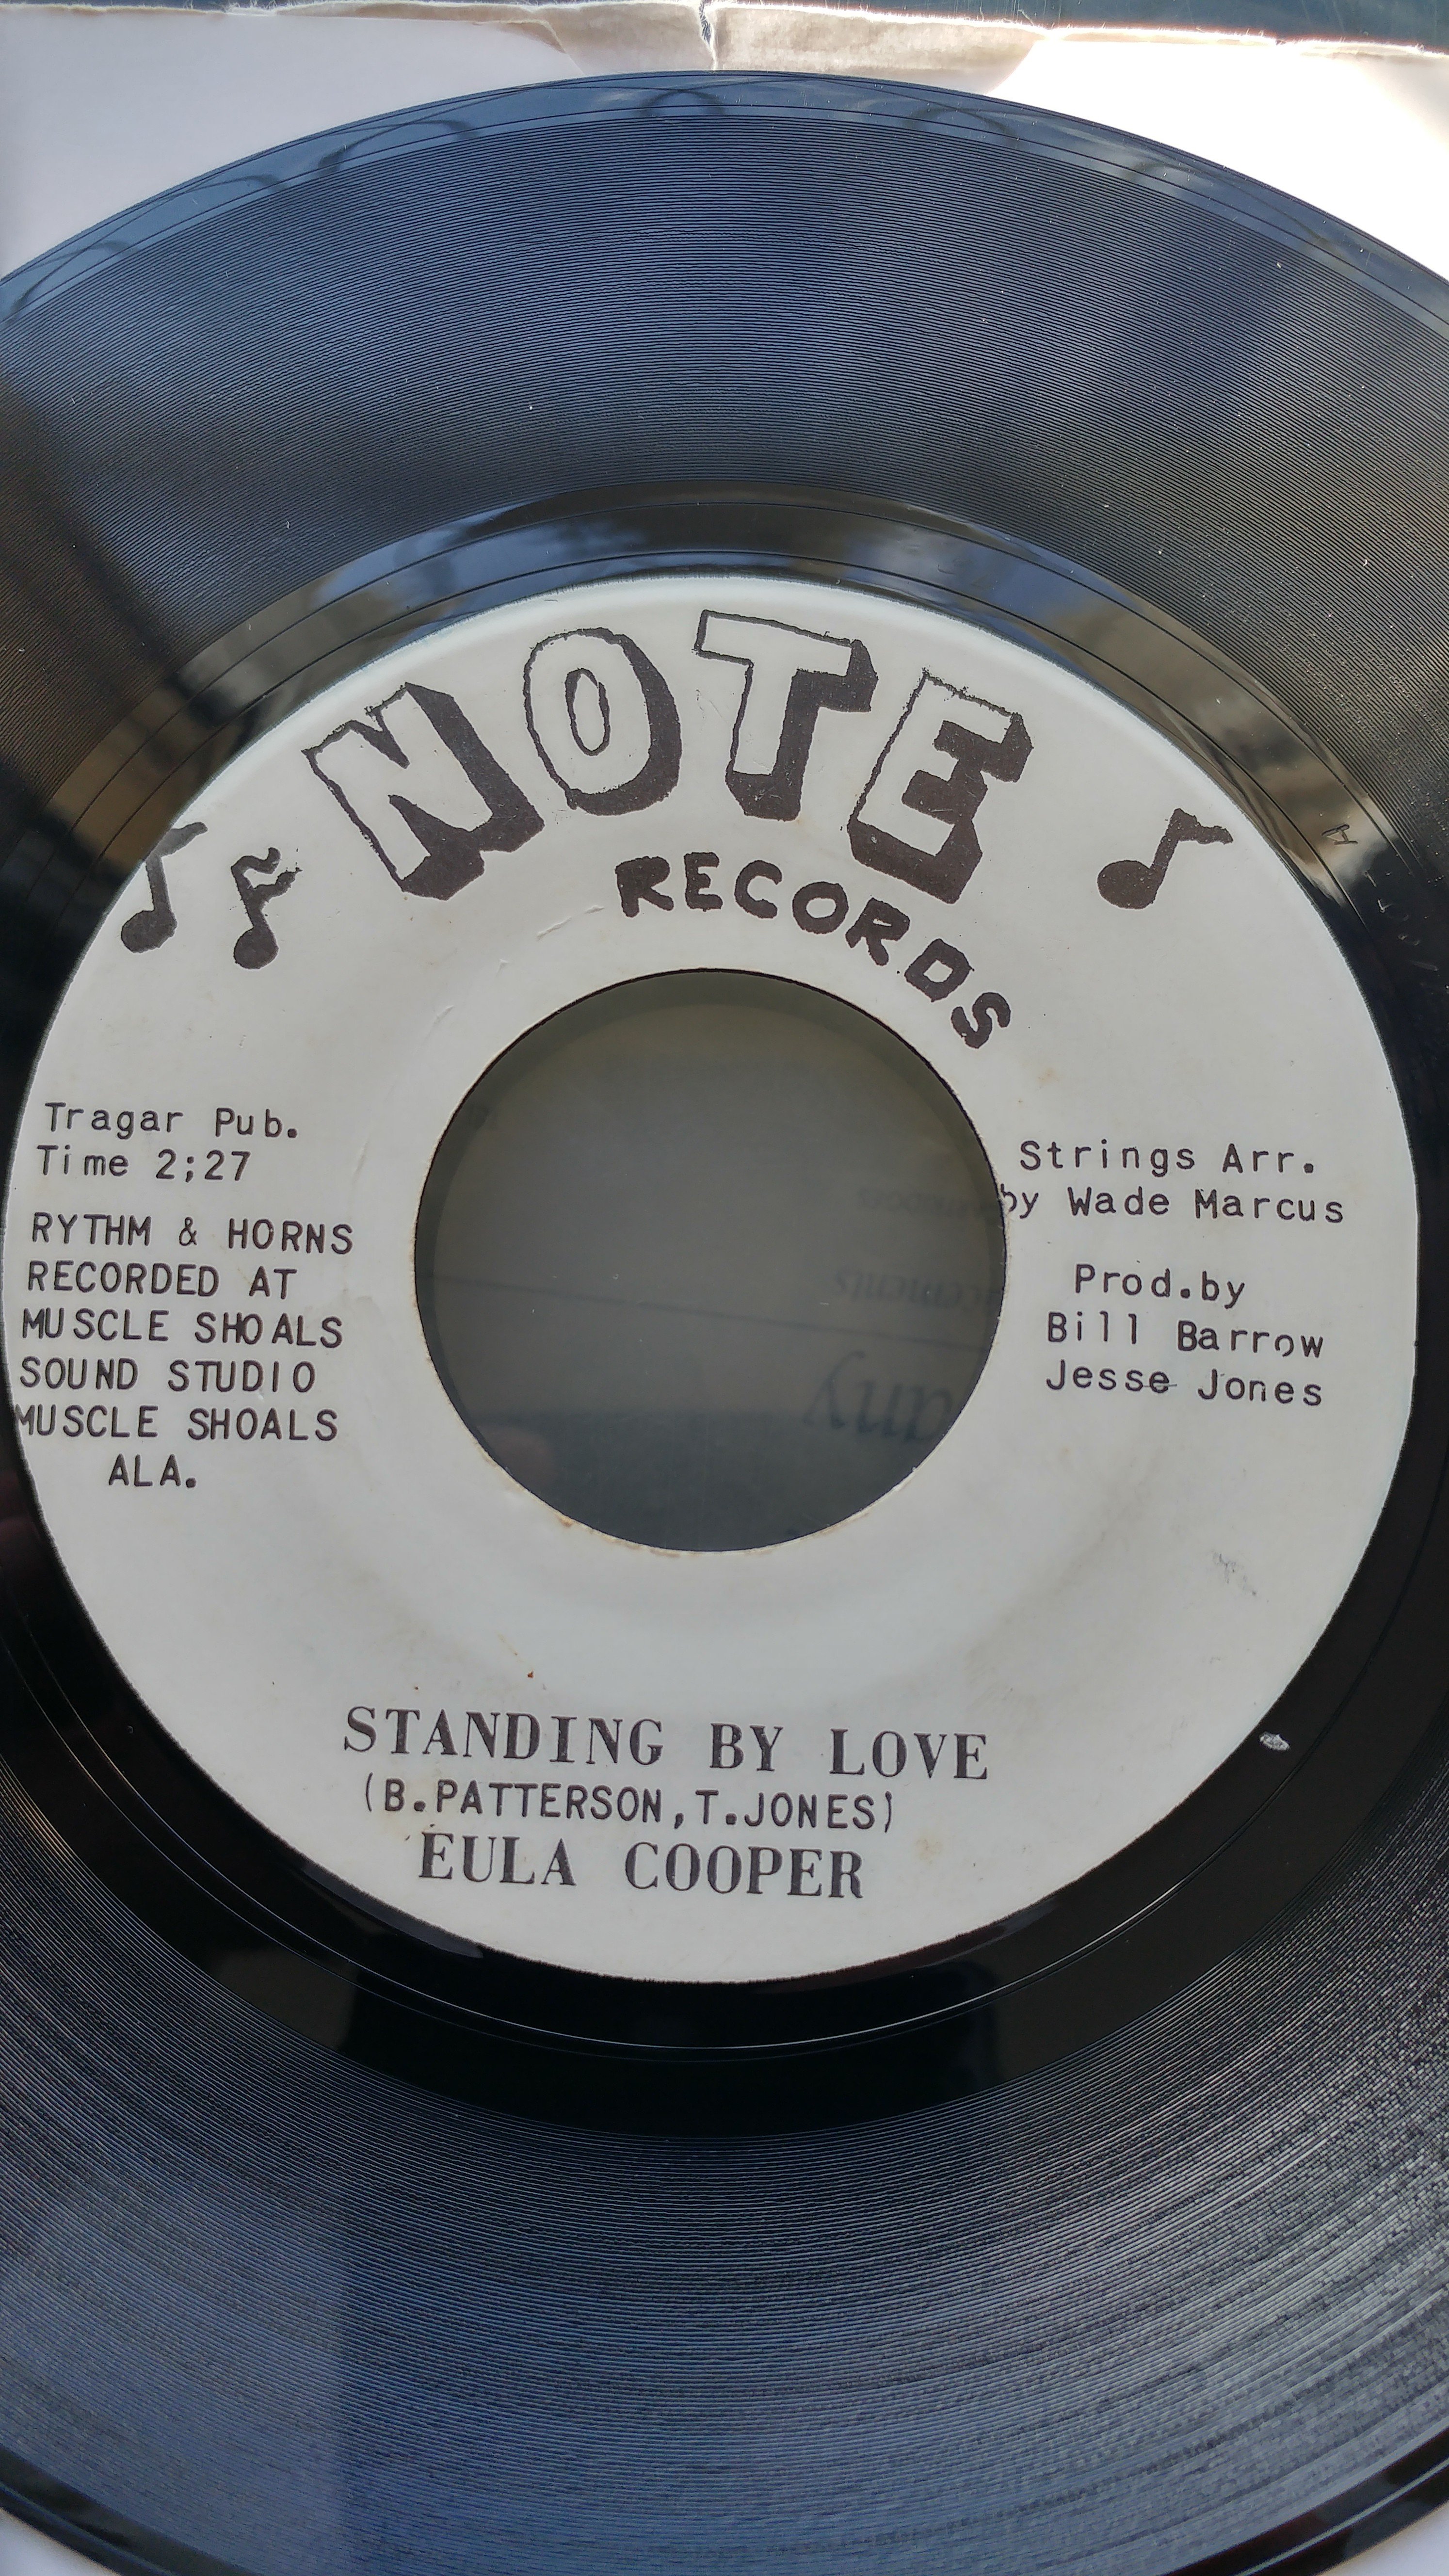 NOTE
RECORDS
Tragar Pub.
Time 2;27
RYTHM & HORNS
RECORDED AT
MUSCLE SHOALS
SOUND STUDIO
MUSCLE SHOALS
ALA.
Strings Arr.
by Wade Marcus
Prod.by
Bill Barrow
Jesse Jones
STANDING BY LOVE
(B.PATTERSON,T.JONES)
EULA COOPER